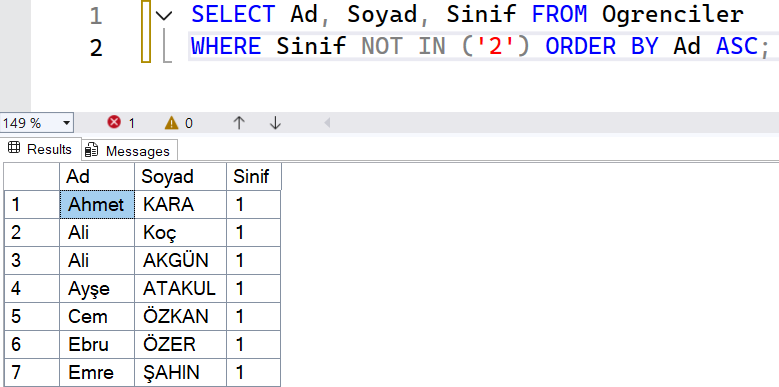 1 SELECT Ad, Soyad, Sinif FROM Ogrenciler
2 WHERE Sinif NOT IN ('2') ORDER BY Ad ASC;
149 % 1 0
Results Messages
Ad Soyad Sinif
1 Ahmet KARA 1
2 Ali Koç 1
3 Ali AKGÜN 1
4 Ayşe ATAKUL 1
5 Cem ÖZKAN 1
6 Ebru ÖZER 1
7 Emre ŞAHIN 1